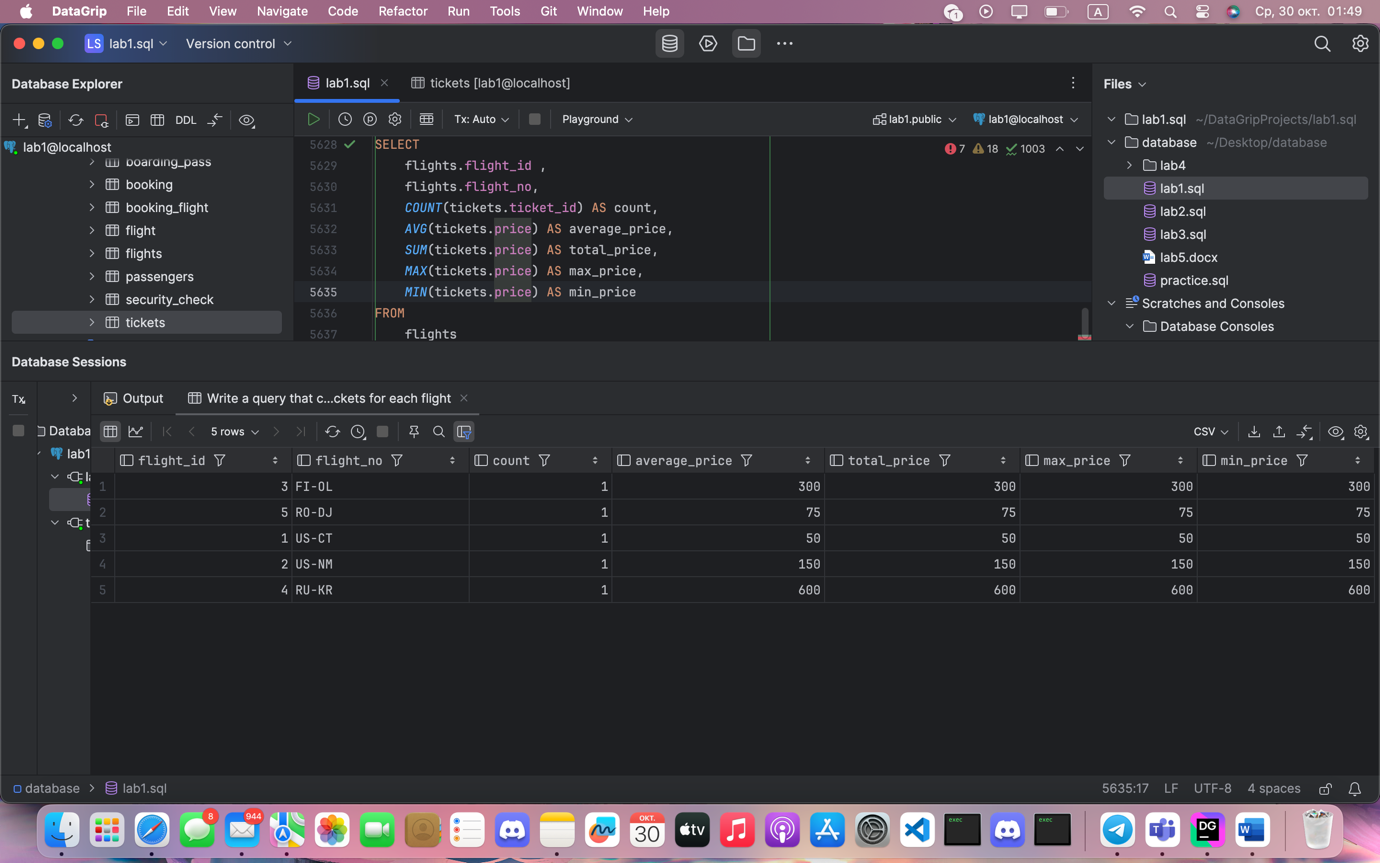 DataGrip File Edit View Navigate Code Refactor Run Tools Git Window Help 1 A Ср, 30 окт. 01:49
LS lab1.sql Version control
Database Explorer
DDL
lab1@localhost
boarding_pass
booking
booking_flight
flight
flights
passengers
security_check
tickets
lab1.sql tickets [lab1@localhost]
Tx: Auto Playground lab1.public lab1@localhost
7 18 1003
5628 SELECT
5629 flights.flight_id ,
5630 flights.flight_no,
5631 COUNT(tickets.ticket_id) AS count,
5632 AVG(tickets.price) AS average_price,
5633 SUM(tickets.price) AS total_price,
5634 MAX(tickets.price) AS max_price,
5635 MIN(tickets.price) AS min_price
5636 FROM
5637 flights
Files
lab1.sql ~/DataGripProjects/lab1.sql
database ~/Desktop/database
lab4
lab1.sql
lab2.sql
lab3.sql
lab5.docx
practice.sql
Scratches and Consoles
Database Consoles
Database Sessions
Tx
Databa
lab1
Output Write a query that c...ckets for each flight
5 rows CSV
flight_id flight_no count average_price total_price max_price min_price
1 3 FI-OL 1 300 300 300 300
2 5 RO-DJ 1 75 75 75 75
3 1 US-CT 1 50 50 50 50
4 2 US-NM 1 150 150 150 150
5 4 RU-KR 1 600 600 600 600
database lab1.sql 5635:17 LF UTF-8 4 spaces
8 944 ОКТ. 30 tv exec exec DG W